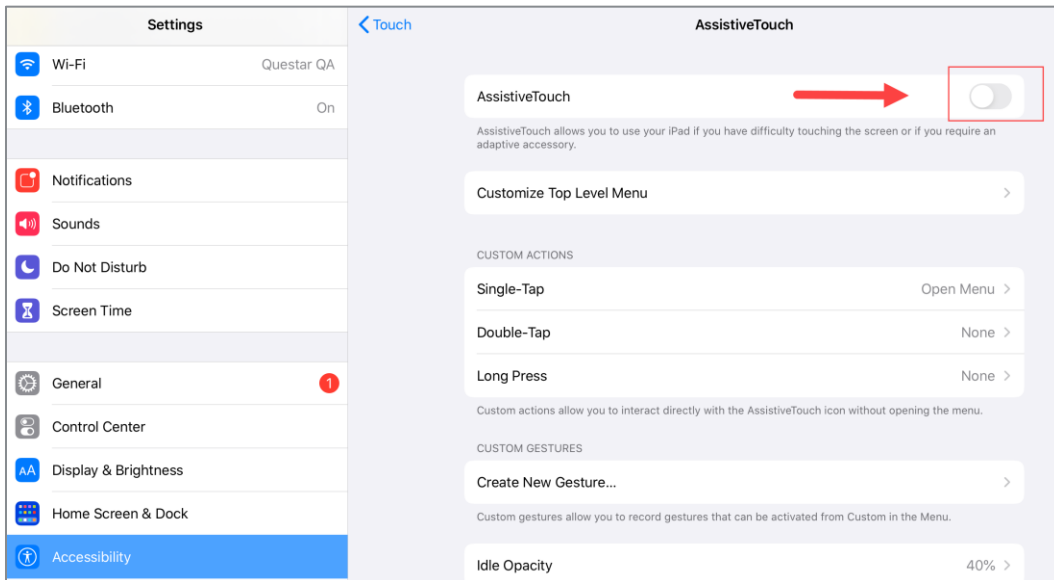 Settings
Wi-Fi Questar QA
Bluetooth On
Notifications
Sounds
Do Not Disturb
Screen Time
General 1
Control Center
AA Display & Brightness
Home Screen & Dock
Accessibility
Touch
AssistiveTouch
AssistiveTouch
AssistiveTouch allows you to use your iPad if you have difficulty touching the screen or if you require an
adaptive accessory.
Customize Top Level Menu
CUSTOM ACTIONS
Single-Tap Open Menu
Double-Tap None
Long Press None
Custom actions allow you to interact directly with the AssistiveTouch icon without opening the menu.
CUSTOM GESTURES
Create New Gesture...
Custom gestures allow you to record gestures that can be activated from Custom in the Menu.
Idle Opacity 40%